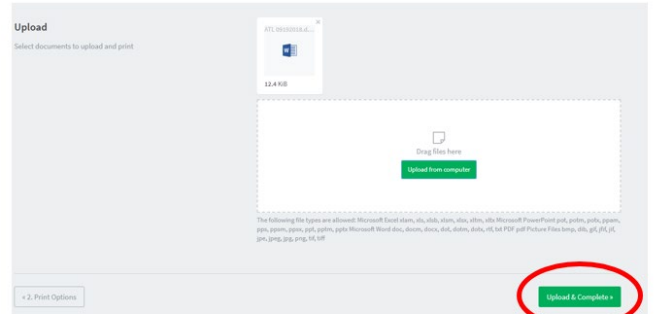 Upload
Select documents to upload and print
12.4 KiB
Drag files here
Upload from computer
The following file types are allowed: Microsoft Excel xlam, xls, xlsb, xlsm, xlsx, xltm, xltx Microsoft PowerPoint pot, potm, potx, ppam,
pps, ppsm, ppsx, ppt, pptm, pptx Microsoft Word doc, docm, docx, dot, dotm, dotx, rtf, txt PDF pdf Picture Files bmp, dib, gif, jfif, jif,
jpe, jpeg, jpg, png, tif, tiff
« 2. Print Options
Upload & Complete »